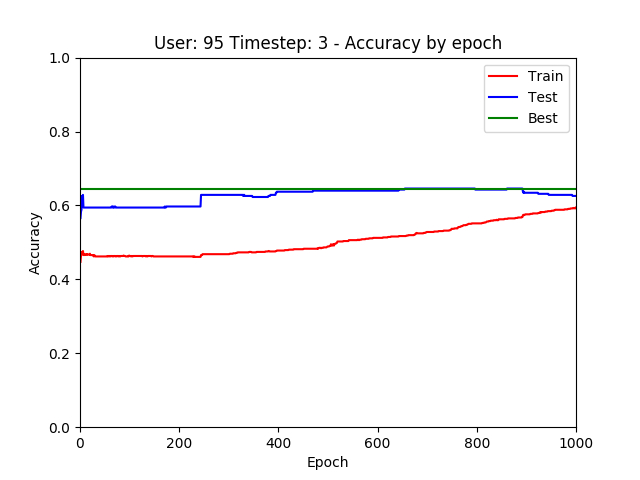 User: 95 Timestep: 3 - Accuracy by epoch
1.0
0.8
0.6
0.4
0.2
0.0
Accuracy
Train
Test
Best
0 200 400 600 800 1000
Epoch